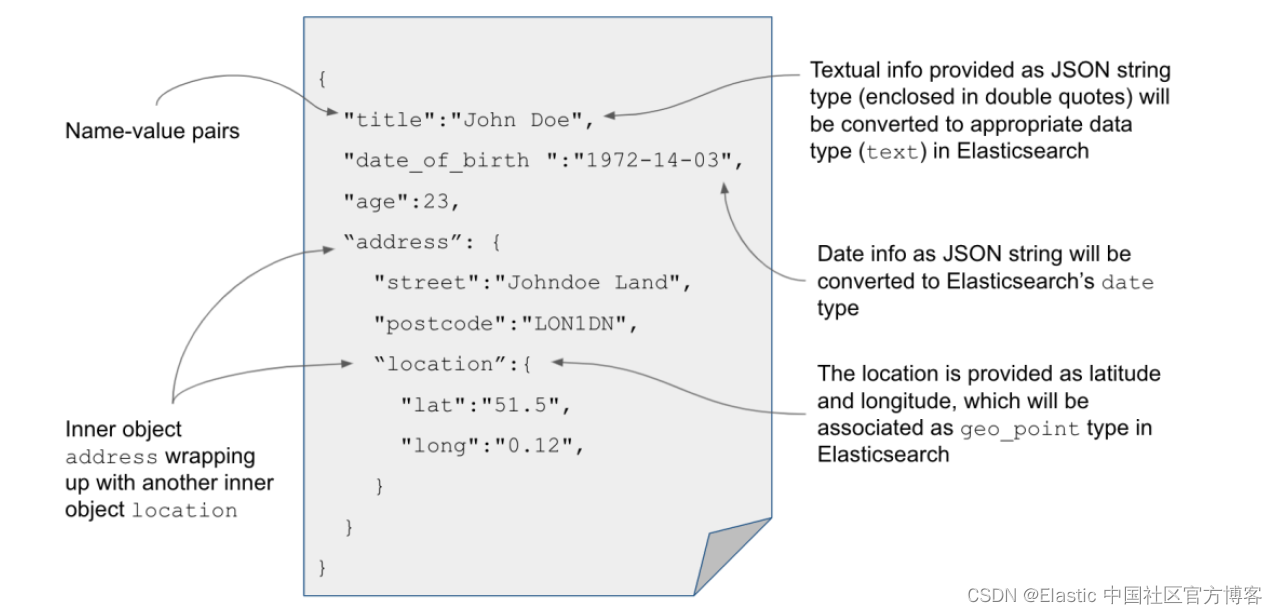 Name-value pairs
{
"title":"John Doe",
"date_of_birth ":"1972-14-03",
"age":23,
“address”: {
"street":"Johndoe Land",
"postcode":"LON1DN",
“location”:{
"lat":"51.5",
"long":"0.12",
}
}
}
Inner object
address wrapping
up with another inner
object location
Textual info provided as JSON string
type (enclosed in double quotes) will
be converted to appropriate data
type (text) in Elasticsearch
Date info as JSON string will be
converted to Elasticsearch’s date
type
The location is provided as latitude
and longitude, which will be
associated as geo_point type in
Elasticsearch
CSDN @Elastic 中国社区官方博客